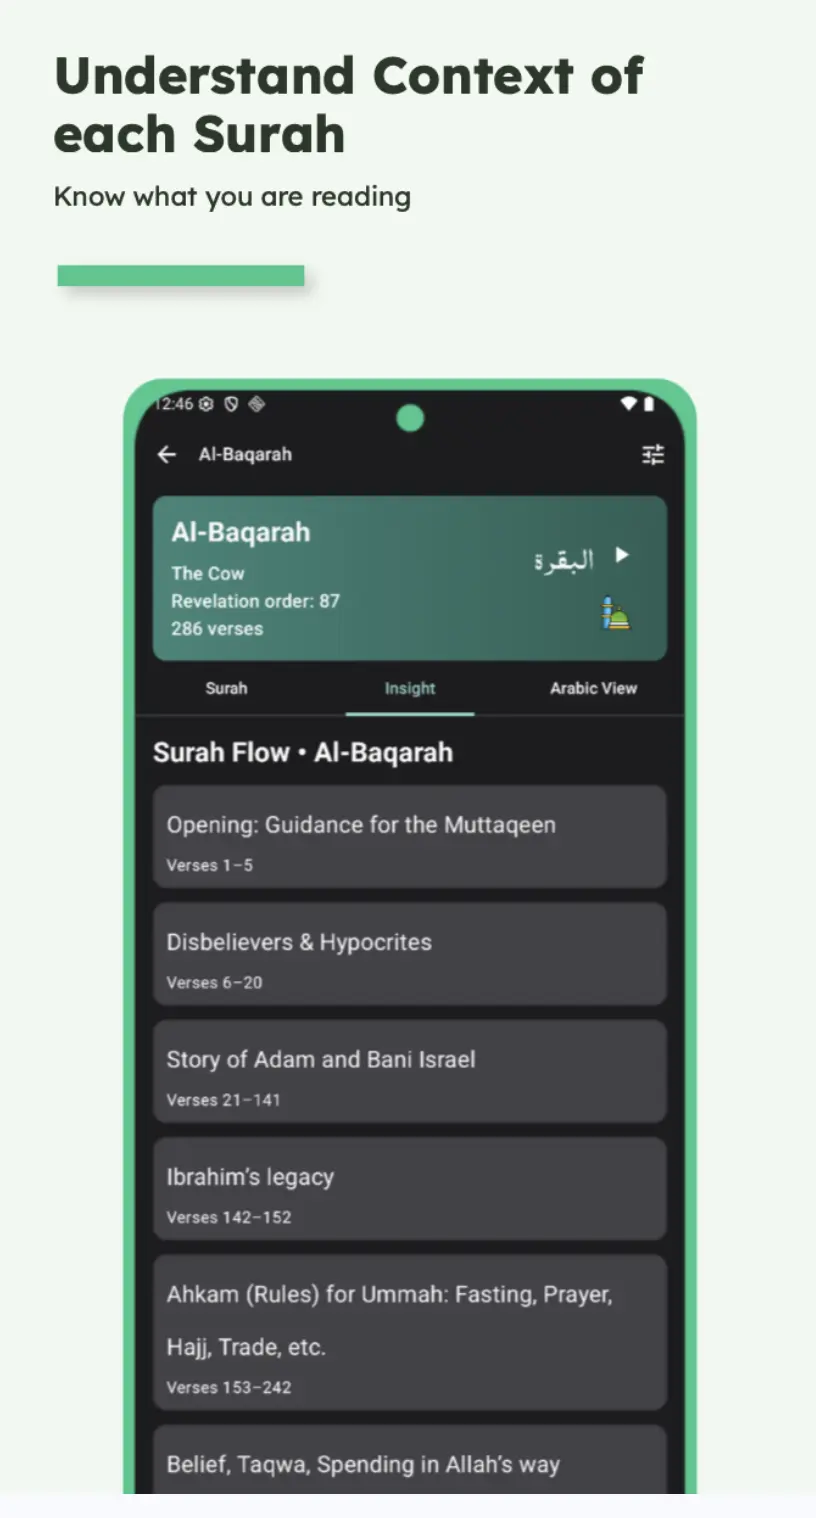 Understand Context of
each Surah
Know what you are reading
12:46
Al-Baqarah
Al-Baqarah
The Cow
Revelation order: 87
286 verses
البقرة
Surah
Insight
Arabic View
Surah Flow • Al-Baqarah
Opening: Guidance for the Muttaqeen
Verses 1–5
Disbelievers & Hypocrites
Verses 6–20
Story of Adam and Bani Israel
Verses 21–141
Ibrahim’s legacy
Verses 142–152
Ahkam (Rules) for Ummah: Fasting, Prayer,
Hajj, Trade, etc.
Verses 153–242
Belief, Taqwa, Spending in Allah’s way